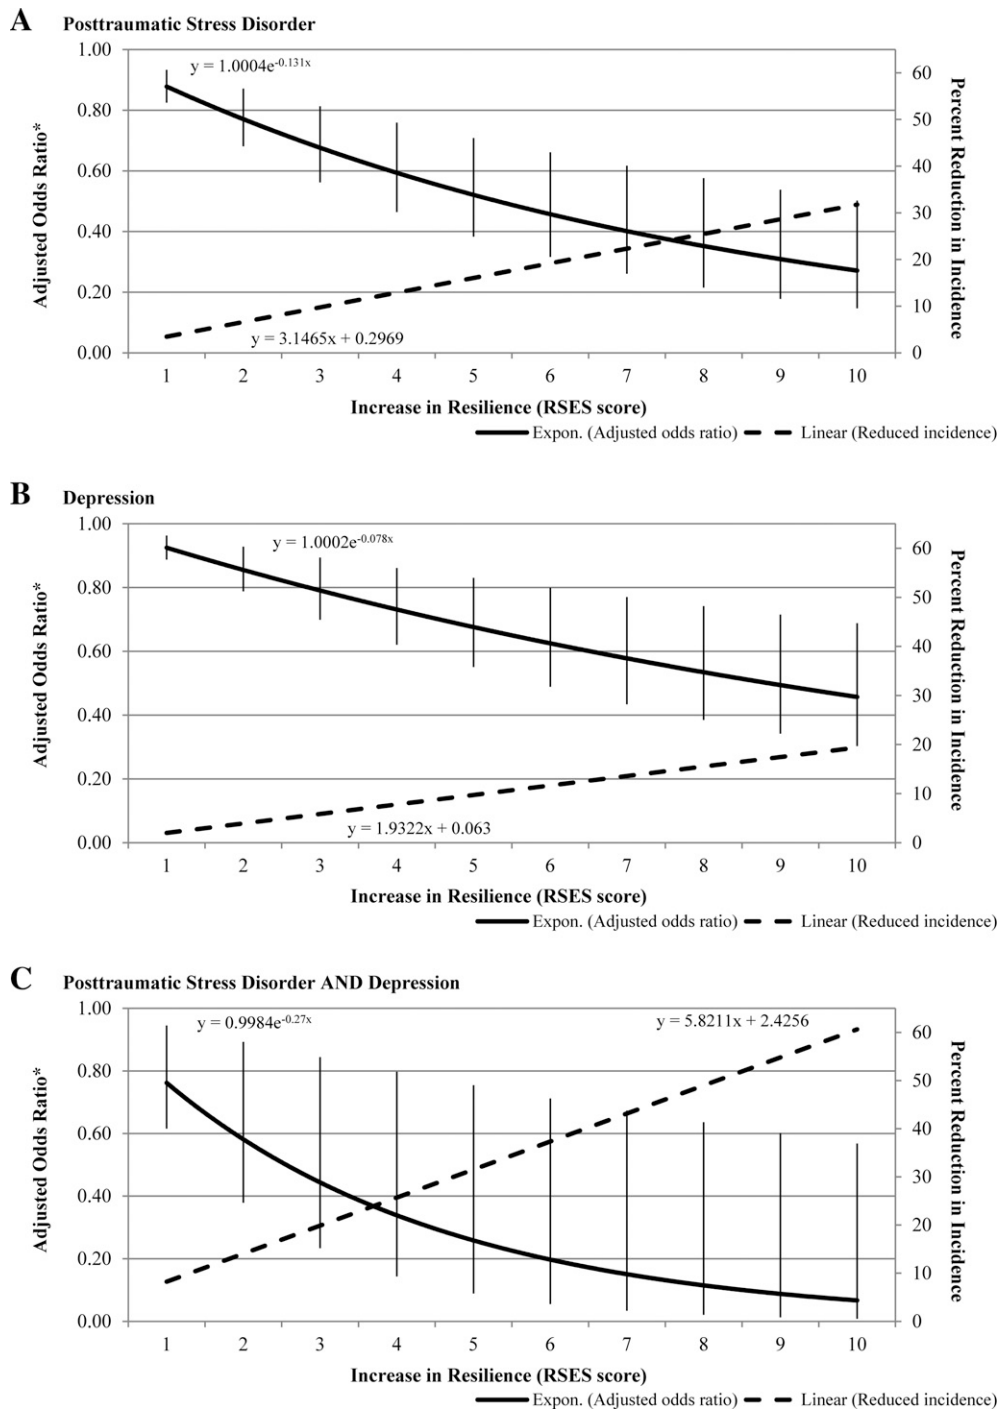 A Posttraumatic Stress Disorder
1.00
0.80
0.60
0.40
0.20
0.00
Adjusted Odds Ratio*
y = 1.0004e^-0.131x
y = 3.1465x + 0.2969
60
50
40
30
20
10
0
Percent Reduction in Incidence
1 2 3 4 5 6 7 8 9 10
Increase in Resilience (RSES score)
Expon. (Adjusted odds ratio) Linear (Reduced incidence)
B Depression
1.00
0.80
0.60
0.40
0.20
0.00
Adjusted Odds Ratio*
y = 1.0002e^-0.078x
y = 1.9322x + 0.063
60
50
40
30
20
10
0
Percent Reduction in Incidence
1 2 3 4 5 6 7 8 9 10
Increase in Resilience (RSES score)
Expon. (Adjusted odds ratio) Linear (Reduced incidence)
C Posttraumatic Stress Disorder AND Depression
1.00
0.80
0.60
0.40
0.20
0.00
Adjusted Odds Ratio*
y = 0.9984e^-0.27x
y = 5.8211x + 2.4256
60
50
40
30
20
10
0
Percent Reduction in Incidence
1 2 3 4 5 6 7 8 9 10
Increase in Resilience (RSES score)
Expon. (Adjusted odds ratio) Linear (Reduced incidence)